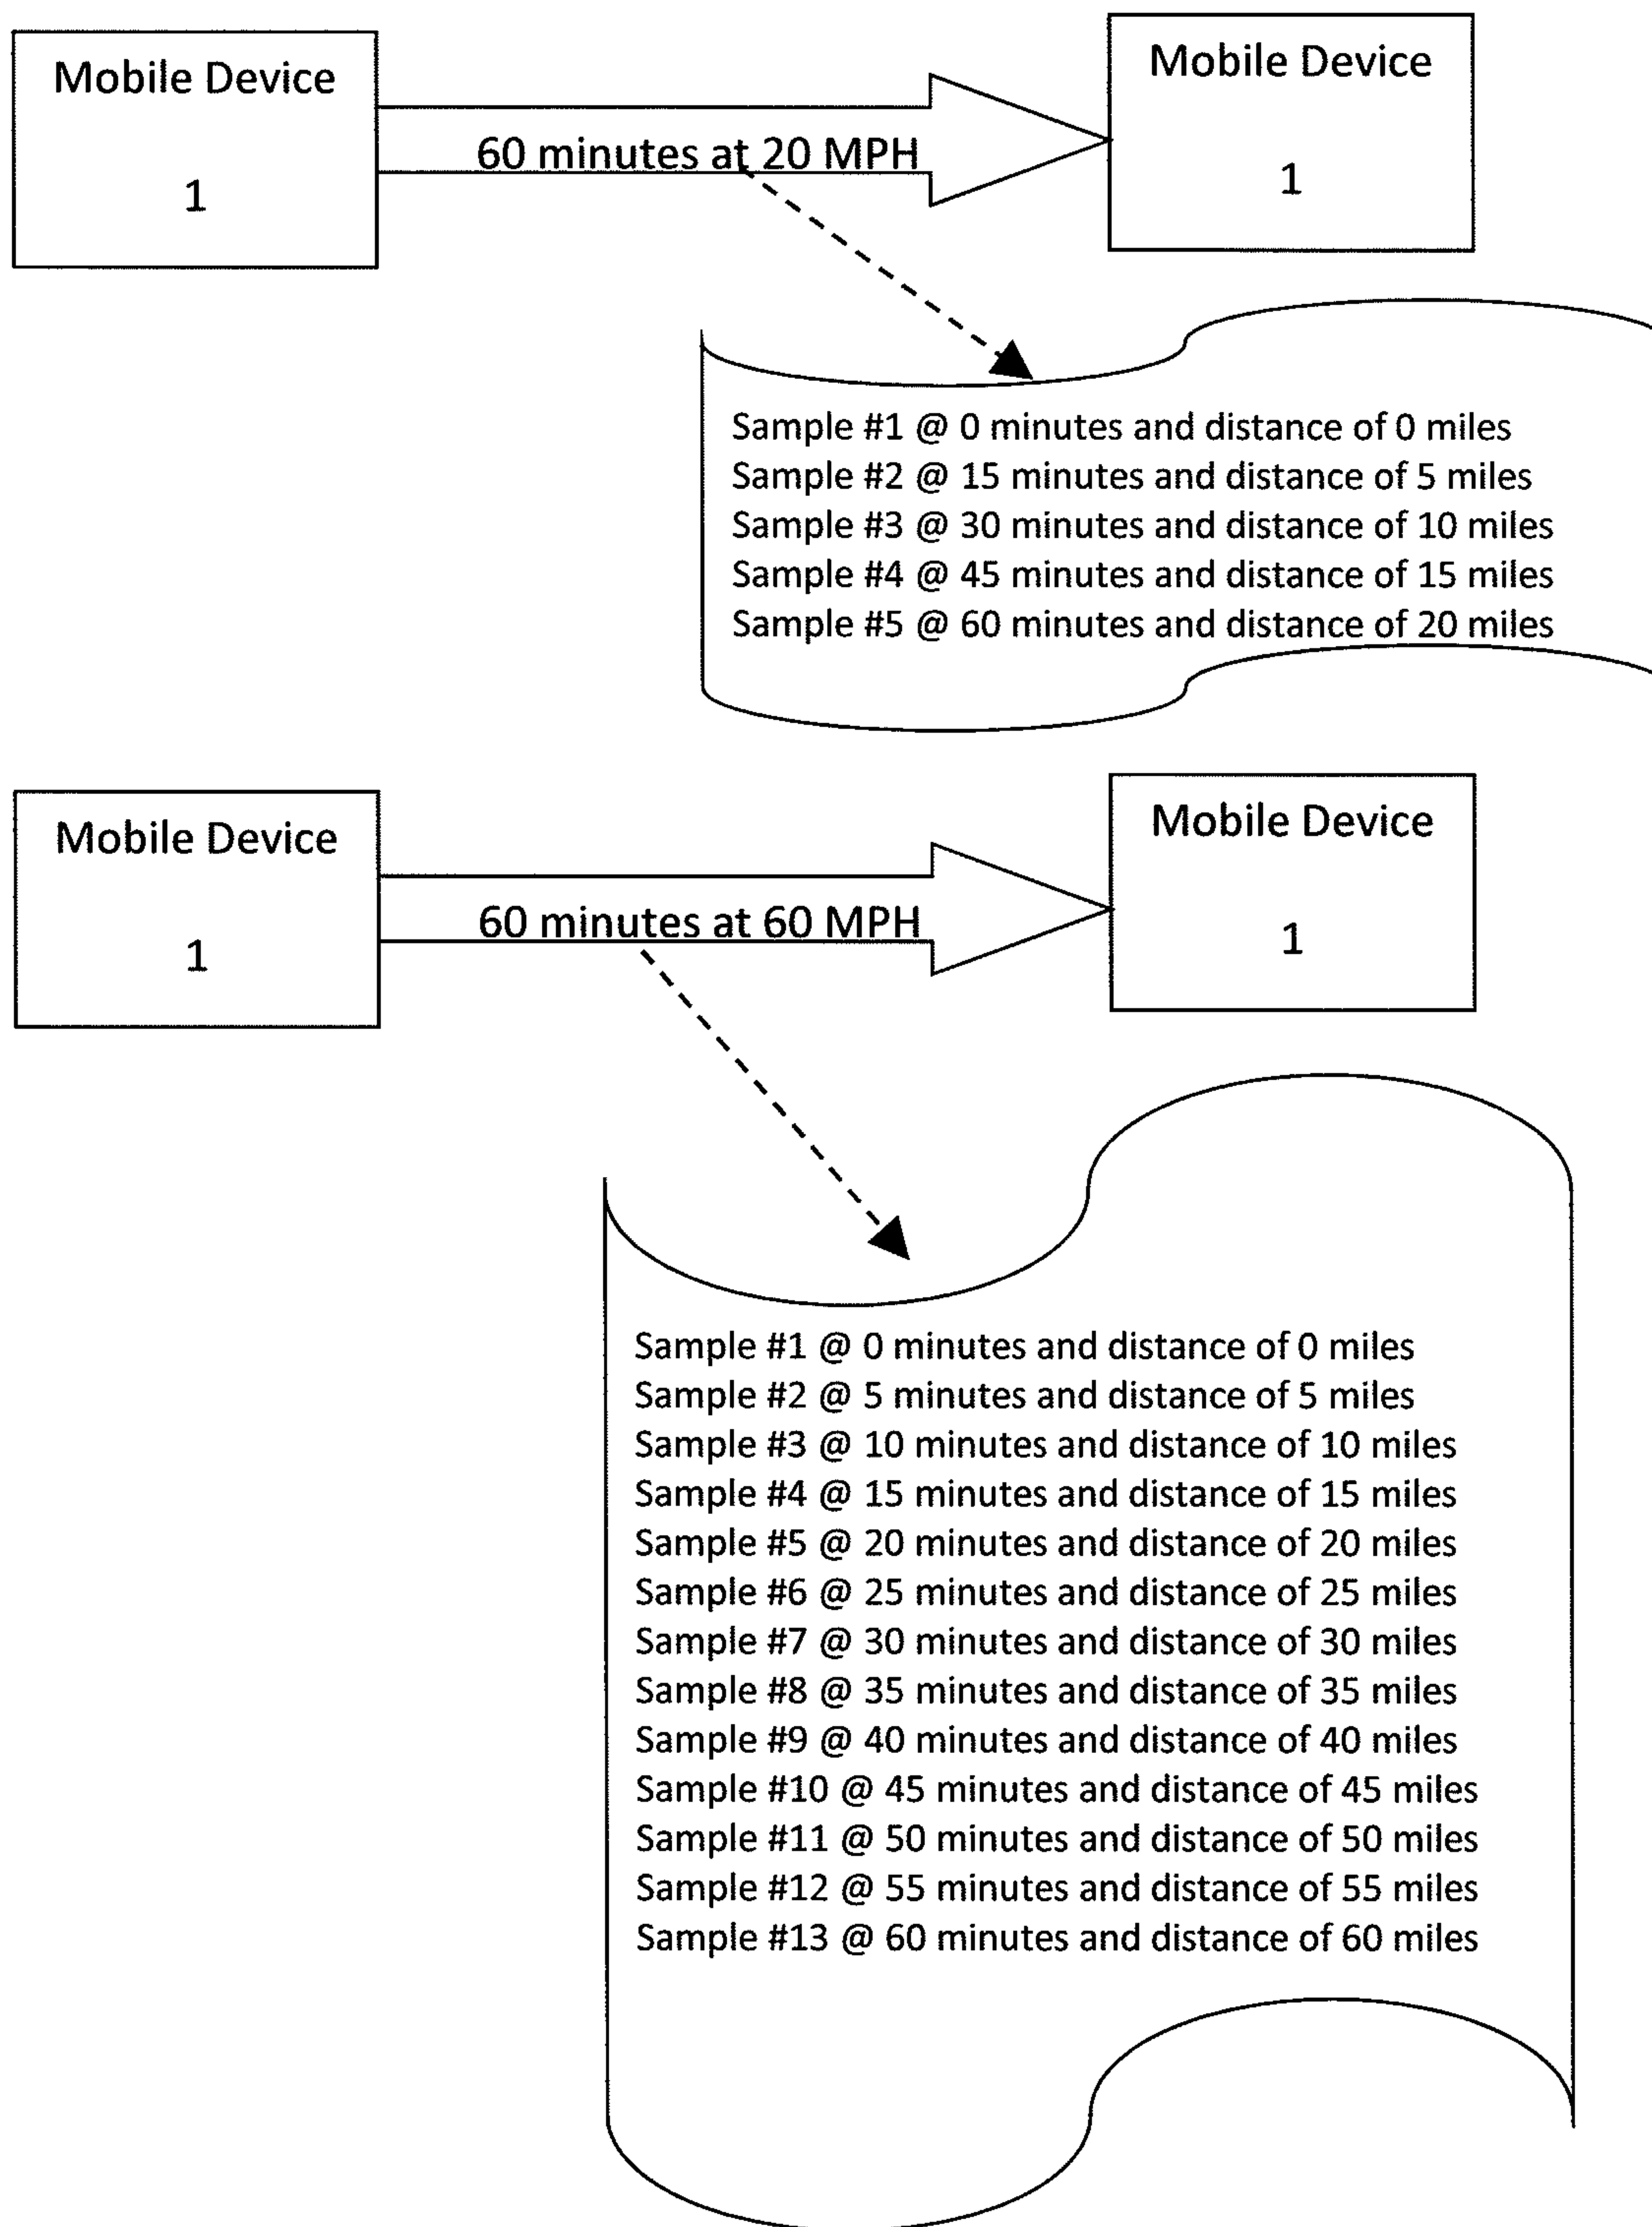 Mobile Device
1
60 minutes at 20 MPH
Mobile Device
1
Sample #1 @ 0 minutes and distance of 0 miles
Sample #2 @ 15 minutes and distance of 5 miles
Sample #3 @ 30 minutes and distance of 10 miles
Sample #4 @ 45 minutes and distance of 15 miles
Sample #5 @ 60 minutes and distance of 20 miles
Mobile Device
1
60 minutes at 60 MPH
Mobile Device
1
Sample #1 @ 0 minutes and distance of 0 miles
Sample #2 @ 5 minutes and distance of 5 miles
Sample #3 @ 10 minutes and distance of 10 miles
Sample #4 @ 15 minutes and distance of 15 miles
Sample #5 @ 20 minutes and distance of 20 miles
Sample #6 @ 25 minutes and distance of 25 miles
Sample #7 @ 30 minutes and distance of 30 miles
Sample #8 @ 35 minutes and distance of 35 miles
Sample #9 @ 40 minutes and distance of 40 miles
Sample #10 @ 45 minutes and distance of 45 miles
Sample #11 @ 50 minutes and distance of 50 miles
Sample #12 @ 55 minutes and distance of 55 miles
Sample #13 @ 60 minutes and distance of 60 miles